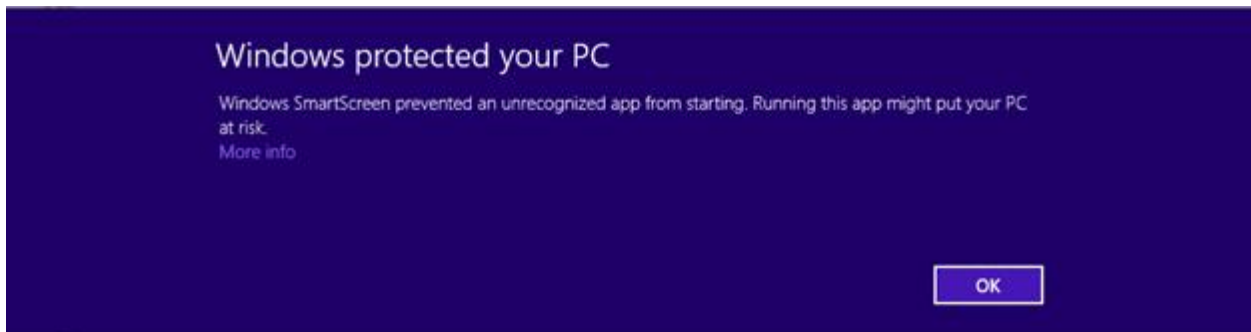 Windows protected your PC
Windows SmartScreen prevented an unrecognized app from starting. Running this app might put your PC
at risk.
More info
OK